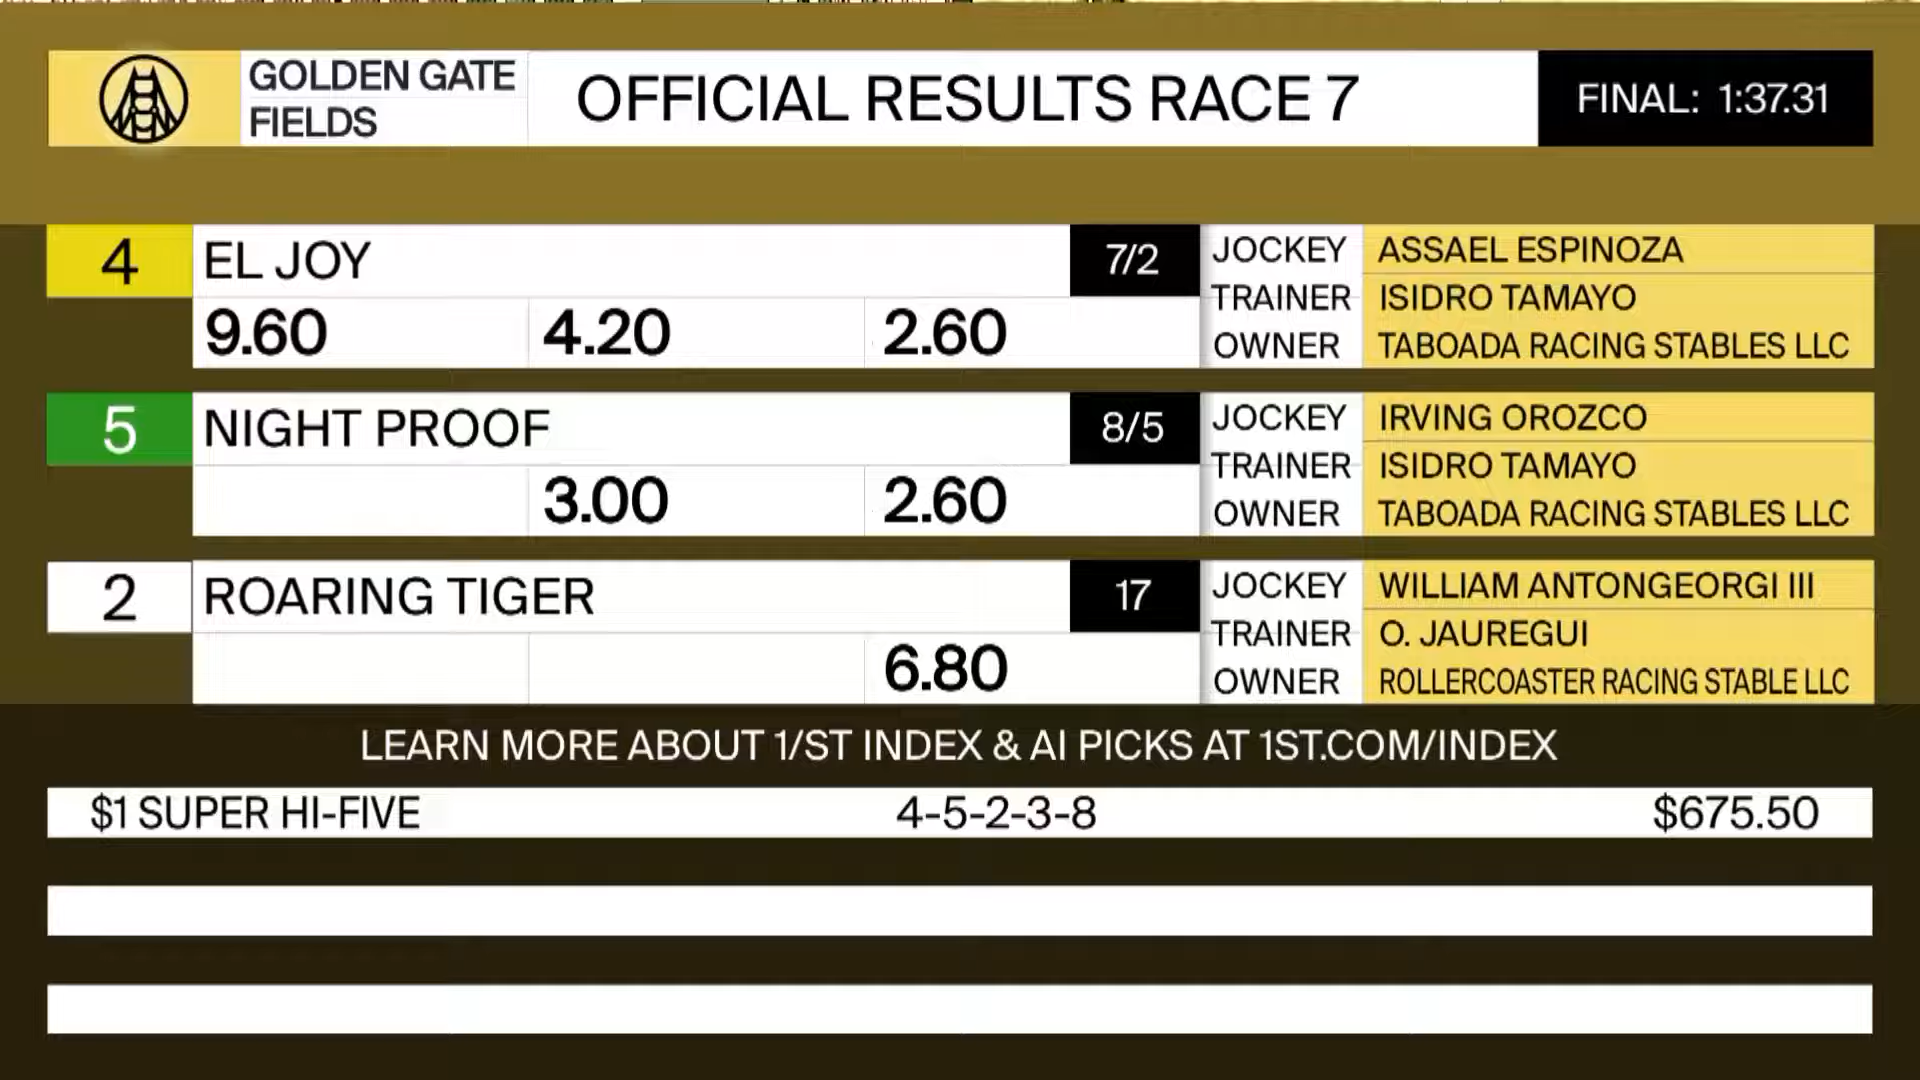 GOLDEN GATE
FIELDS
OFFICIAL RESULTS RACE 7
FINAL: 1:37.31
4
EL JOY
7/2
9.60 4.20 2.60
JOCKEY ASSAEL ESPINOZA
TRAINER ISIDRO TAMAYO
OWNER TABOADA RACING STABLES LLC
5
NIGHT PROOF
8/5
3.00 2.60
JOCKEY IRVING OROZCO
TRAINER ISIDRO TAMAYO
OWNER TABOADA RACING STABLES LLC
2
ROARING TIGER
17
6.80
JOCKEY WILLIAM ANTONGEORGI III
TRAINER O. JAUREGUI
OWNER ROLLERCOASTER RACING STABLE LLC
LEARN MORE ABOUT 1/ST INDEX & AI PICKS AT 1ST.COM/INDEX
$1 SUPER HI-FIVE 4-5-2-3-8 $675.50